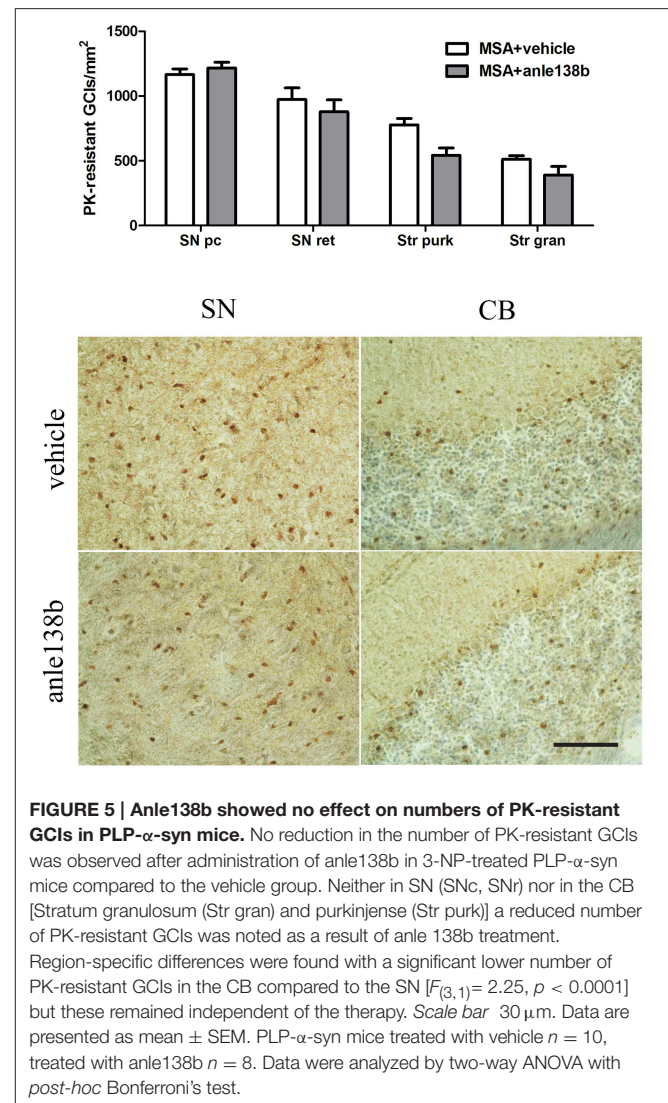 1500
1000
500
0
PK-resistant GCIs/mm²
MSA+vehicle
MSA+anle138b
SN pc
SN ret
Str purk
Str gran
SN
CB
vehicle
anle138b
FIGURE 5 | Anle138b showed no effect on numbers of PK-resistant
GCIs in PLP-α-syn mice. No reduction in the number of PK-resistant GCIs
was observed after administration of anle138b in 3-NP-treated PLP-α-syn
mice compared to the vehicle group. Neither in SN (SNc, SNr) nor in the CB
[Stratum granulosum (Str gran) and purkinjense (Str purk)] a reduced number
of PK-resistant GCIs was noted as a result of anle 138b treatment.
Region-specific differences were found with a significant lower number of
PK-resistant GCIs in the CB compared to the SN [F(3,1)= 2.25, p < 0.0001]
but these remained independent of the therapy. Scale bar 30 μm. Data are
presented as mean ± SEM. PLP-α-syn mice treated with vehicle n = 10,
treated with anle138b n = 8. Data were analyzed by two-way ANOVA with
post-hoc Bonferroni's test.